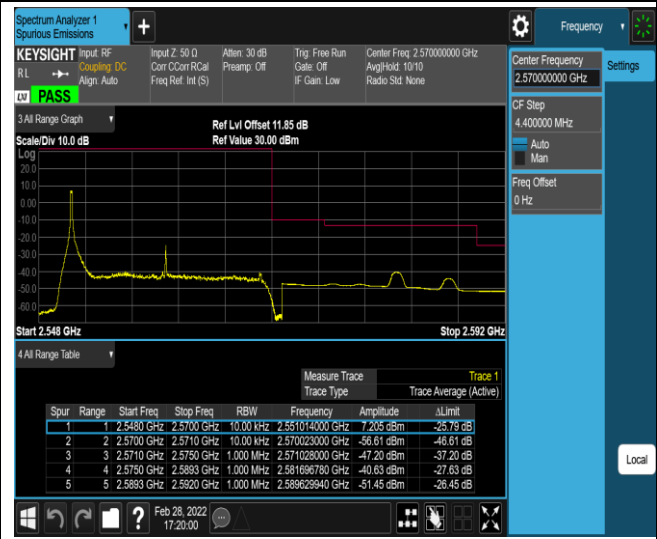 Spectrum Analyzer 1
Spurious Emissions
+
Frequency
KEYSIGHT Input: RF Input Z: 50 Ω Atten: 30 dB Trig: Free Run Center Freq: 2.570000000 GHz
RL Coupling: DC Corr CCorr RCal Preamp: Off Gate: Off Avg|Hold: 10/10
Align: Auto Freq Ref: Int (S) IF Gain: Low Radio Std: None
LXI PASS
Center Frequency
2.570000000 GHz
Settings
CF Step
4.400000 MHz
Auto
Man
Freq Offset
0 Hz
3 All Range Graph
Ref Lvl Offset 11.85 dB
Scale/Div 10.0 dB Ref Value 30.00 dBm
Log
20.0
10.0
0.00
-10.0
-20.0
-30.0
-40.0
-50.0
-60.0
Start 2.548 GHz Stop 2.592 GHz
4 All Range Table
Measure Trace Trace 1
Trace Type Trace Average (Active)
Spur Range Start Freq Stop Freq RBW Frequency Amplitude ΔLimit
1 1 2.5480 GHz 2.5700 GHz 10.00 kHz 2.551014000 GHz 7.205 dBm -25.79 dB
2 2 2.5700 GHz 2.5710 GHz 10.00 kHz 2.570023000 GHz -56.61 dBm -46.61 dB
3 3 2.5710 GHz 2.5750 GHz 1.000 MHz 2.571028000 GHz -47.20 dBm -37.20 dB
4 4 2.5750 GHz 2.5893 GHz 1.000 MHz 2.581696780 GHz -40.63 dBm -27.63 dB
5 5 2.5893 GHz 2.5920 GHz 1.000 MHz 2.589629940 GHz -51.45 dBm -26.45 dB
Local
? Feb 28, 2022
17:20:00